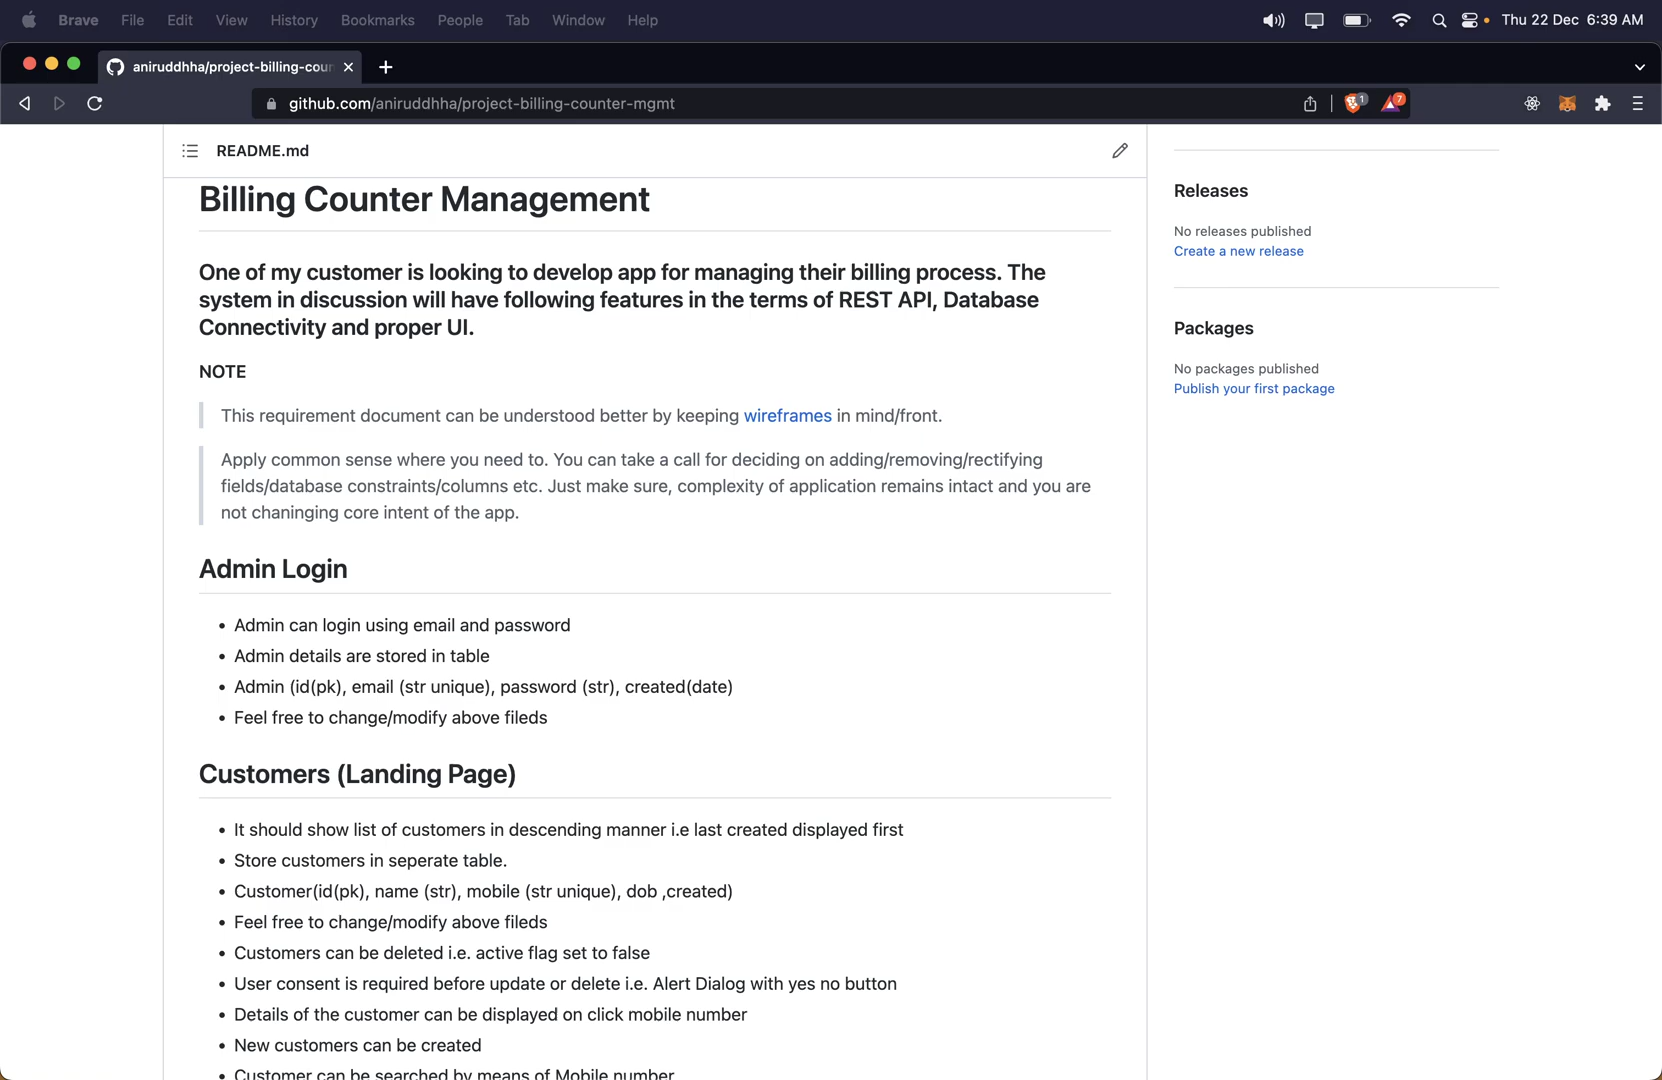 Brave File Edit View History Bookmarks People Tab Window Help Thu 22 Dec 6:39 AM
aniruddhha/project-billing-coun
github.com/aniruddhha/project-billing-counter-mgmt 1 7
README.md
Billing Counter Management
One of my customer is looking to develop app for managing their billing process. The
system in discussion will have following features in the terms of REST API, Database
Connectivity and proper UI.
NOTE
This requirement document can be understood better by keeping wireframes in mind/front.
Apply common sense where you need to. You can take a call for deciding on adding/removing/rectifying
fields/database constraints/columns etc. Just make sure, complexity of application remains intact and you are
not chaninging core intent of the app.
Admin Login
• Admin can login using email and password
• Admin details are stored in table
• Admin (id(pk), email (str unique), password (str), created(date)
• Feel free to change/modify above fileds
Customers (Landing Page)
• It should show list of customers in descending manner i.e last created displayed first
• Store customers in seperate table.
• Customer(id(pk), name (str), mobile (str unique), dob ,created)
• Feel free to change/modify above fileds
• Customers can be deleted i.e. active flag set to false
• User consent is required before update or delete i.e. Alert Dialog with yes no button
• Details of the customer can be displayed on click mobile number
• New customers can be created
• Customer can be searched by means of Mobile number
Releases
No releases published
Create a new release
Packages
No packages published
Publish your first package